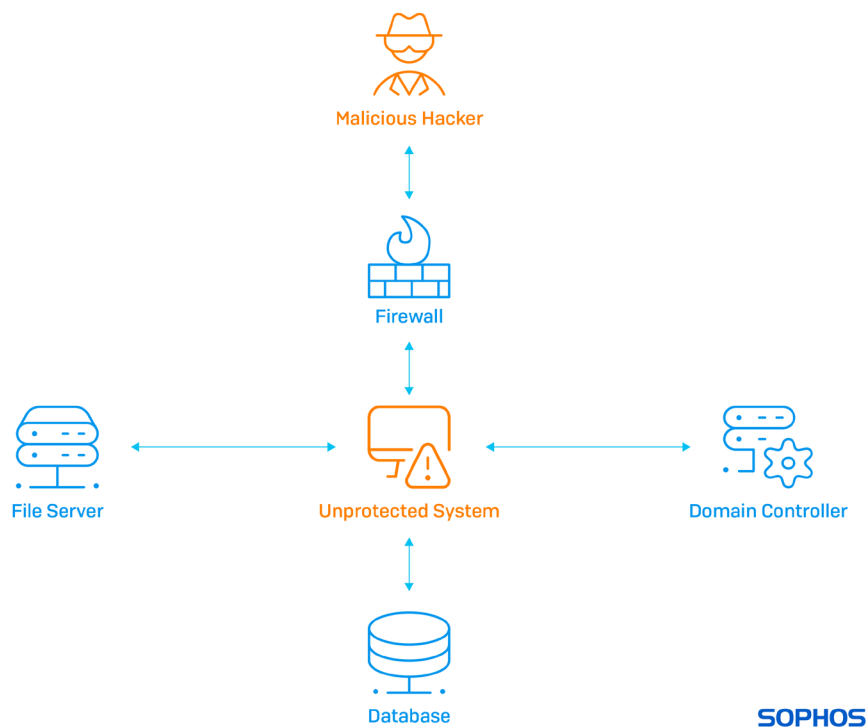 Malicious Hacker
Firewall
File Server
Unprotected System
Domain Controller
Database
SOPHOS